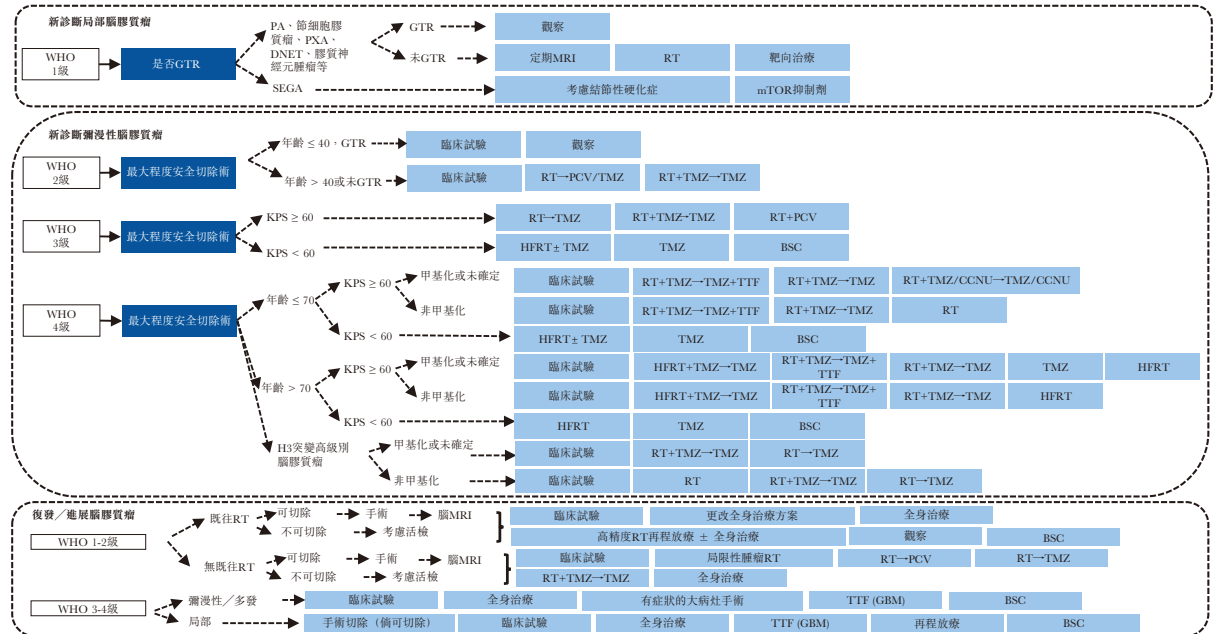 新診斷局部腦膠質瘤
WHO
1級
是否GTR
PA、節細胞膠
質瘤、PXA、
DNET、膠質神
經元腫瘤等
GTR
觀察
未GTR
定期MRI
RT
靶向治療
SEGA
考慮結節性硬化症
mTOR抑制劑
新診斷彌漫性腦膠質瘤
WHO
2級
最大程度安全切除術
年齡 ≤ 40，GTR
臨床試驗
觀察
年齡 > 40或未GTR
臨床試驗
RT→PCV/TMZ
RT+TMZ→TMZ
WHO
3級
最大程度安全切除術
KPS ≥ 60
RT→TMZ
RT+TMZ→TMZ
RT+PCV
KPS < 60
HFRT± TMZ
TMZ
BSC
WHO
4級
最大程度安全切除術
年齡 ≤ 70
KPS ≥ 60
甲基化或未確定
臨床試驗
RT+TMZ→TMZ+TTF
RT+TMZ→TMZ
RT+TMZ/CCNU→TMZ/CCNU
非甲基化
臨床試驗
RT+TMZ→TMZ+TTF
RT+TMZ→TMZ
RT
KPS < 60
HFRT± TMZ
TMZ
BSC
年齡 > 70
KPS ≥ 60
甲基化或未確定
臨床試驗
HFRT+TMZ→TMZ
RT+TMZ→TMZ+
TTF
RT+TMZ→TMZ
TMZ
HFRT
非甲基化
臨床試驗
HFRT+TMZ→TMZ
RT+TMZ→TMZ+
TTF
RT+TMZ→TMZ
HFRT
KPS < 60
HFRT
TMZ
BSC
H3突變高級別
腦膠質瘤
甲基化或未確定
臨床試驗
RT+TMZ→TMZ
RT→TMZ
非甲基化
臨床試驗
RT
RT+TMZ→TMZ
RT→TMZ
復發／進展腦膠質瘤
WHO 1-2級
既往RT
可切除
手術
腦MRI
不可切除
考慮活檢
臨床試驗
更改全身治療方案
全身治療
高精度RT再程放療 ± 全身治療
觀察
BSC
無既往RT
可切除
手術
腦MRI
不可切除
考慮活檢
臨床試驗
局限性腫瘤RT
RT→PCV
RT→TMZ
RT+TMZ→TMZ
全身治療
WHO 3-4級
彌漫性／多發
臨床試驗
全身治療
有症狀的大病灶手術
TTF (GBM)
BSC
局部
手術切除（倘可切除）
臨床試驗
全身治療
TTF (GBM)
再程放療
BSC